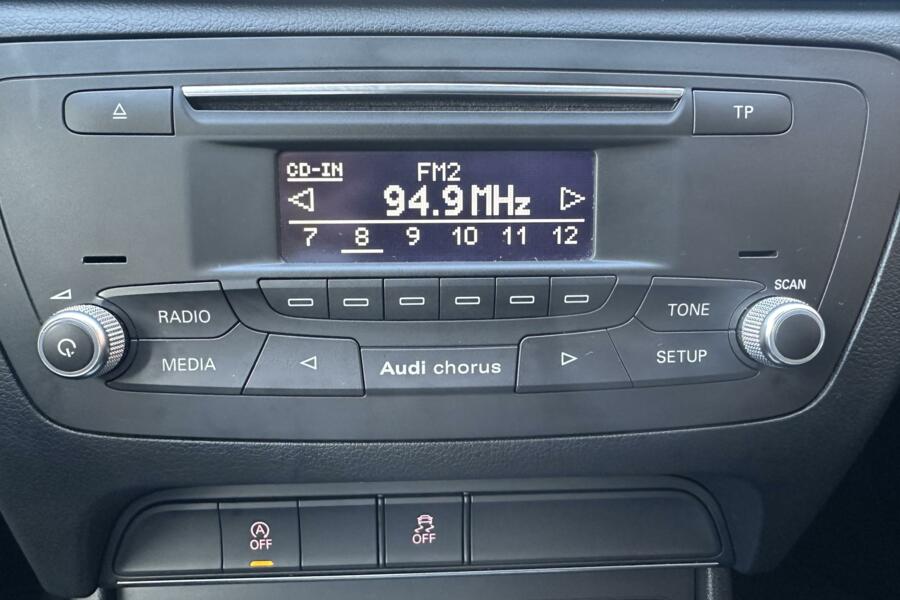 TP
CD-IN FM2
94.9 MHz
7 8 9 10 11 12
SCAN
RADIO TONE
MEDIA Audi chorus SETUP
A
OFF OFF